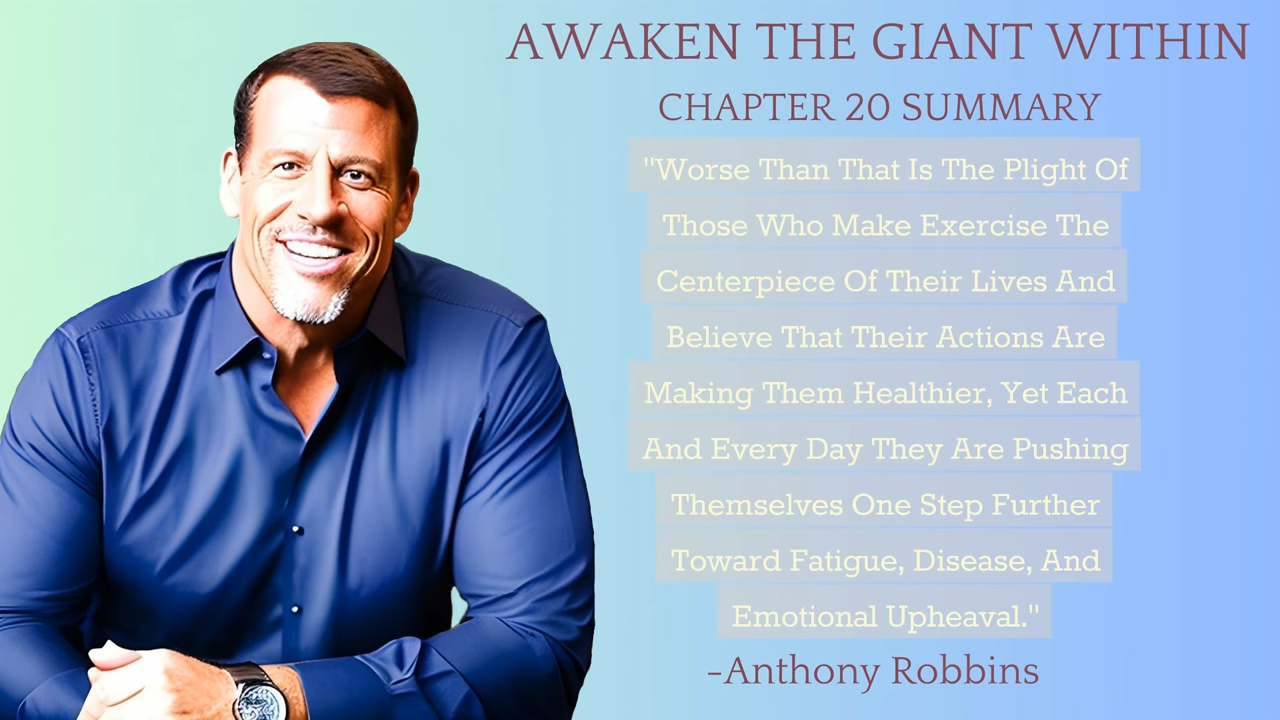 AWAKEN THE GIANT WITHIN
CHAPTER 20 SUMMARY
"Worse Than That Is The Plight Of
Those Who Make Exercise The
Centerpiece Of Their Lives And
Believe That Their Actions Are
Making Them Healthier, Yet Each
And Every Day They Are Pushing
Themselves One Step Further
Toward Fatigue, Disease, And
Emotional Upheaval."
-Anthony Robbins